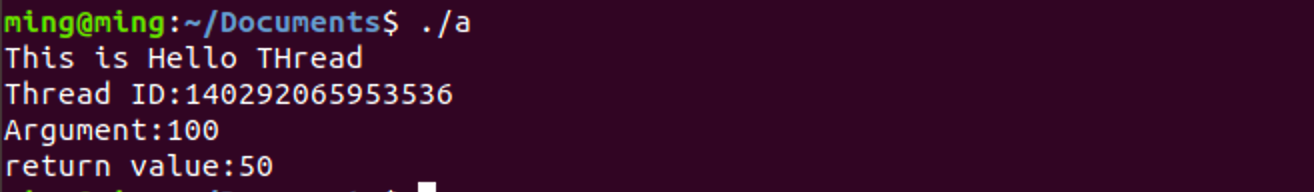 ming@ming:~/Documents$ ./a
This is Hello THread
Thread ID:140292065953536
Argument:100
return value:50